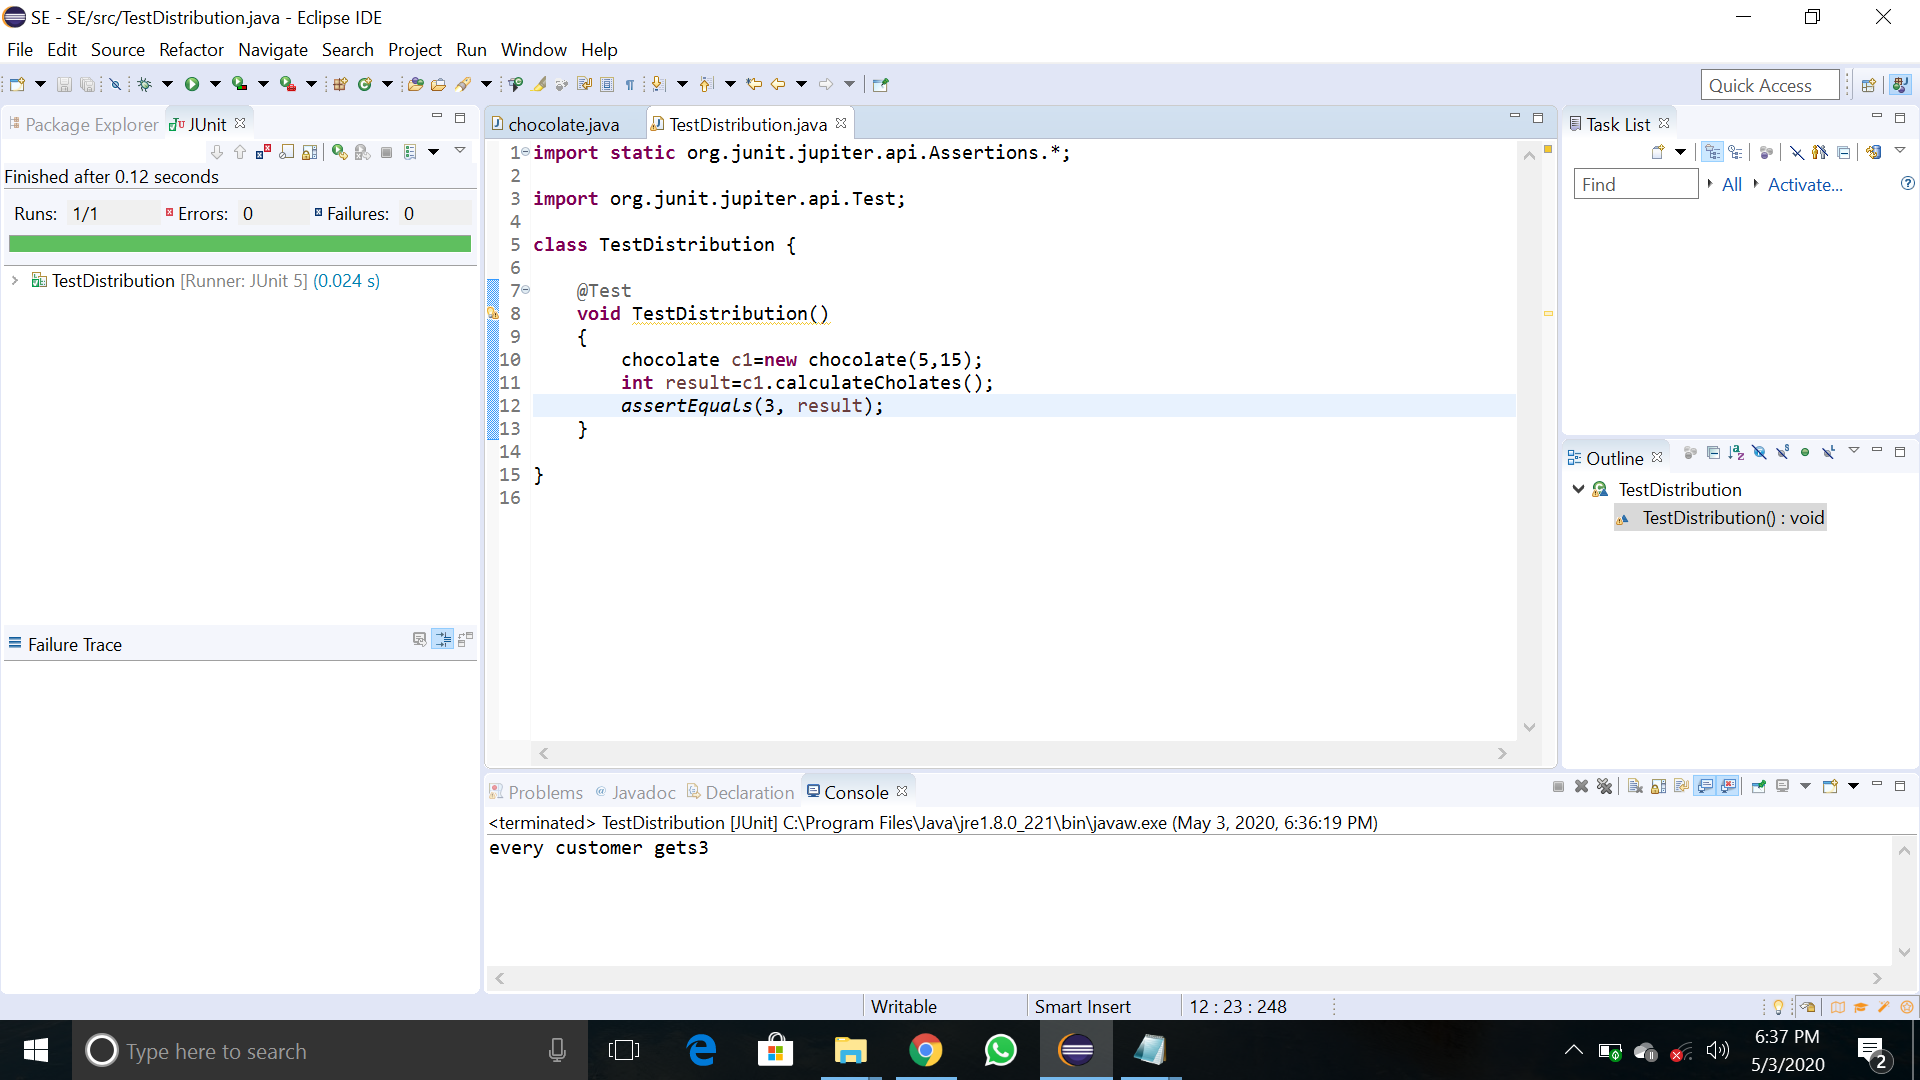 SE - SE/src/TestDistribution.java - Eclipse IDE
File Edit Source Refactor Navigate Search Project Run Window Help
Quick Access
Package Explorer JUnit
Finished after 0.12 seconds
Runs: 1/1 Errors: 0 Failures: 0
TestDistribution [Runner: JUnit 5] (0.024 s)
Failure Trace
chocolate.java TestDistribution.java
1 import static org.junit.jupiter.api.Assertions.*;
2
3 import org.junit.jupiter.api.Test;
4
5 class TestDistribution {
6
7 @Test
8 void TestDistribution()
9 {
10 chocolate c1=new chocolate(5,15);
11 int result=c1.calculateCholates();
12 assertEquals(3, result);
13 }
14
15 }
16
Task List
Find All Activate...
Outline
TestDistribution
TestDistribution() : void
Problems Javadoc Declaration Console
<terminated> TestDistribution [JUnit] C:\Program Files\Java\jre1.8.0_221\bin\javaw.exe (May 3, 2020, 6:36:19 PM)
every customer gets3
Writable Smart Insert 12 : 23 : 248
Type here to search
6:37 PM
5/3/2020
2